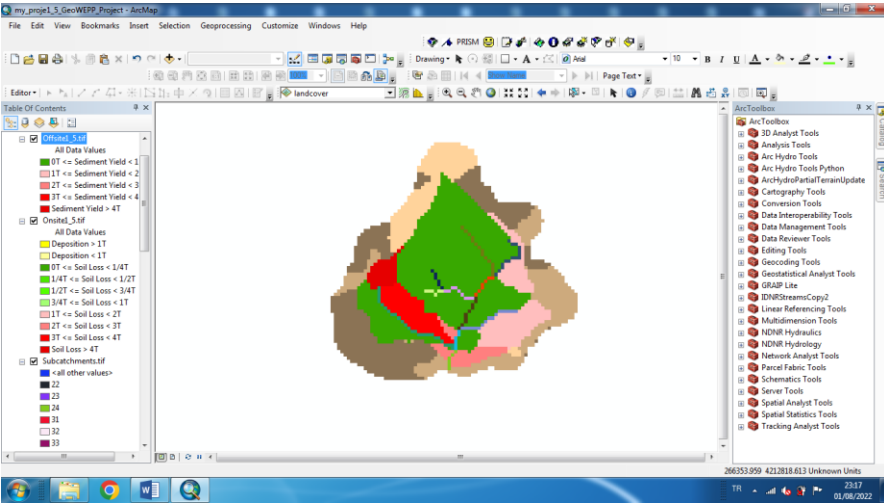 my_proje1_5_GeoWEPP_Project - ArcMap
File Edit View Bookmarks Insert Selection Geoprocessing Customize Windows Help
PRISM
Drawing
Arial
10
B I U A
100%
Show Name
Page Text
Editor
landcover
Table Of Contents
Offsite1_5.tif
All Data Values
0T <= Sediment Yield < 1
1T <= Sediment Yield < 2
2T <= Sediment Yield < 3
3T <= Sediment Yield < 4
Sediment Yield > 4T
Onsite1_5.tif
All Data Values
Deposition > 1T
Deposition < 1T
0T <= Soil Loss < 1/4T
1/4T <= Soil Loss < 1/2T
1/2T <= Soil Loss < 3/4T
3/4T <= Soil Loss < 1T
1T <= Soil Loss < 2T
2T <= Soil Loss < 3T
3T <= Soil Loss < 4T
Soil Loss > 4T
Subcatchments.tif
<all other values>
22
23
24
31
32
33
ArcToolbox
ArcToolbox
3D Analyst Tools
Analysis Tools
Arc Hydro Tools
Arc Hydro Tools Python
ArcHydroPartialTerrainUpdate
Cartography Tools
Conversion Tools
Data Interoperability Tools
Data Management Tools
Data Reviewer Tools
Editing Tools
Geocoding Tools
Geostatistical Analyst Tools
GRAIP Lite
IDNRStreamsCopy2
Linear Referencing Tools
Multidimension Tools
NDNR Hydraulics
NDNR Hydrology
Network Analyst Tools
Parcel Fabric Tools
Schematics Tools
Server Tools
Spatial Analyst Tools
Spatial Statistics Tools
Tracking Analyst Tools
Catalog
Search
266353.959 4212818.613 Unknown Units
TR
23:17
01/08/2022